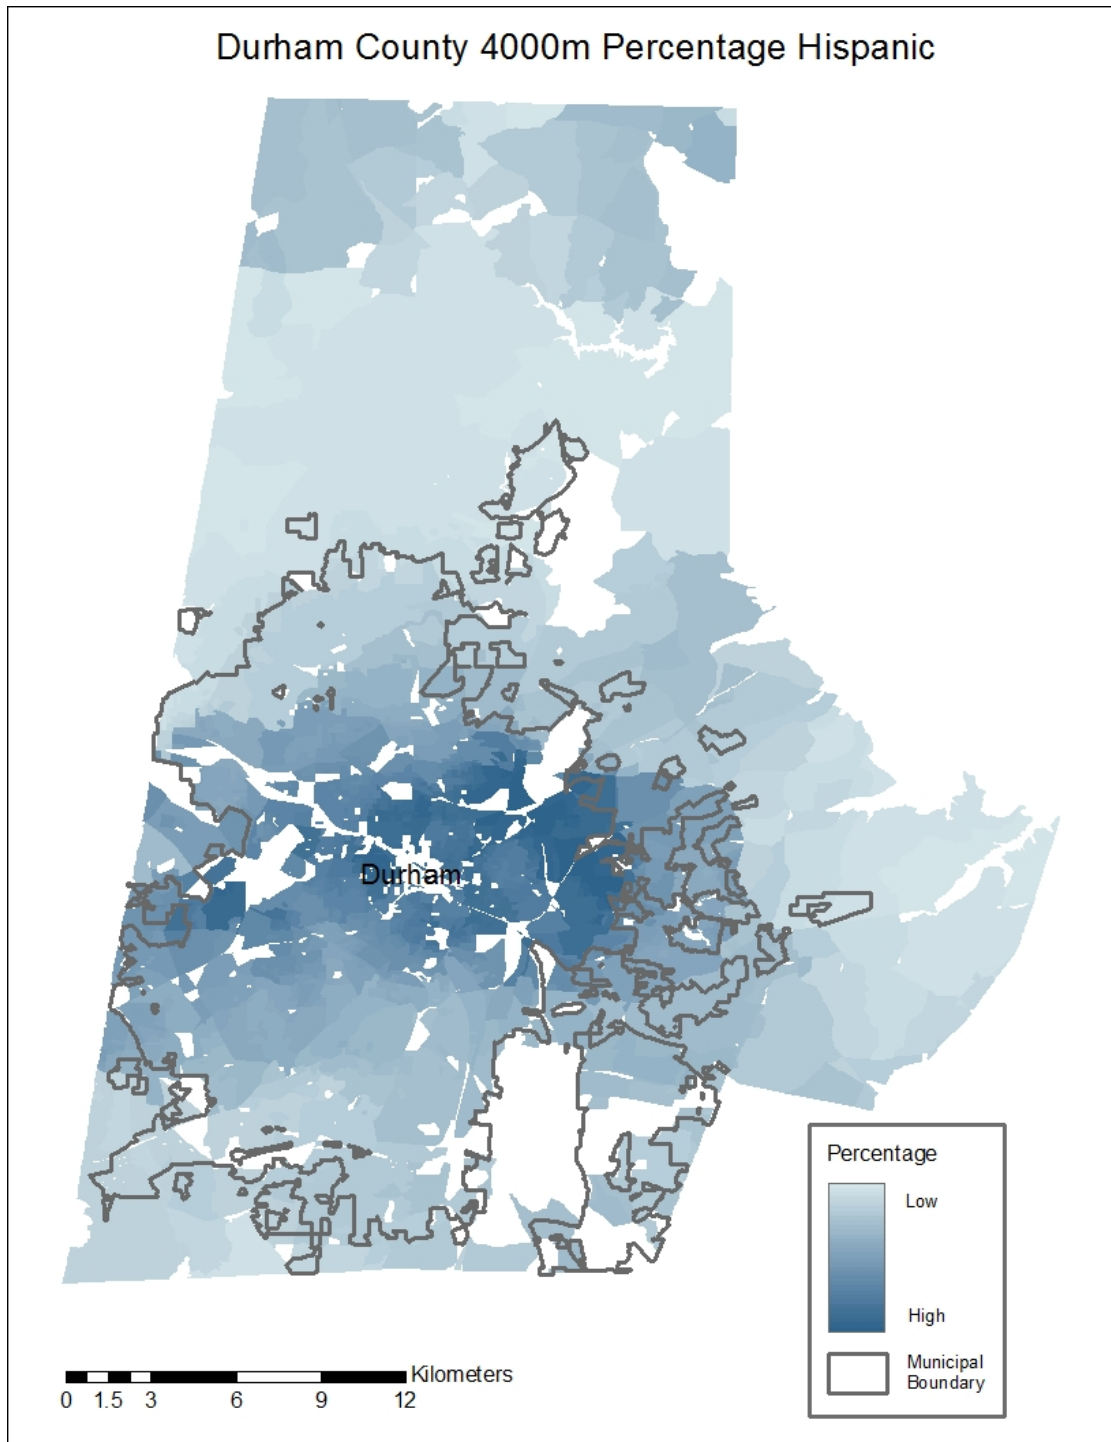 Durham County 4000m Percentage Hispanic
Durham
Percentage
Low
High
Municipal
Boundary
Kilometers
0 1.5 3 6 9 12